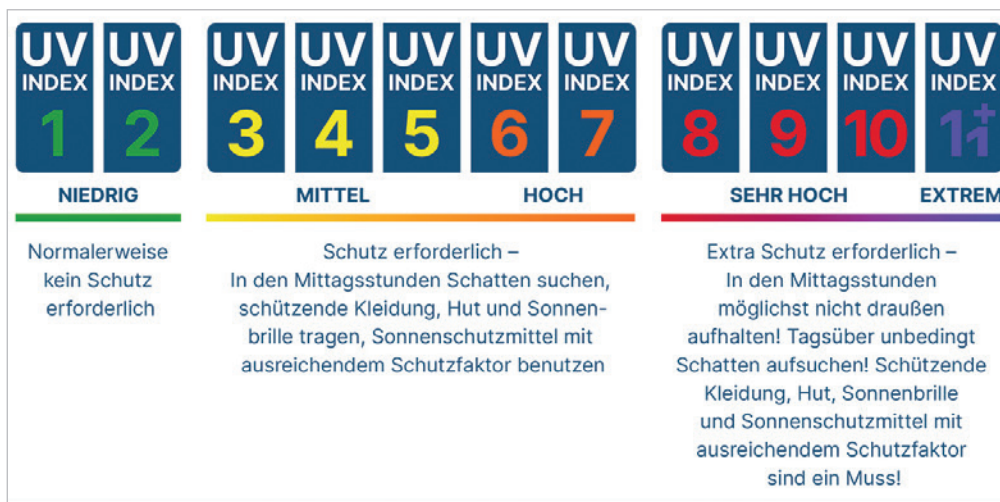 UV INDEX 1
UV INDEX 2
UV INDEX 3
UV INDEX 4
UV INDEX 5
UV INDEX 6
UV INDEX 7
UV INDEX 8
UV INDEX 9
UV INDEX 10
UV INDEX 11+
NIEDRIG
Normalerweise
kein Schutz
erforderlich
MITTEL HOCH
Schutz erforderlich –
In den Mittagsstunden Schatten suchen,
schützende Kleidung, Hut und Sonnen-
brille tragen, Sonnenschutzmittel mit
ausreichendem Schutzfaktor benutzen
SEHR HOCH EXTREM
Extra Schutz erforderlich –
In den Mittagsstunden
möglichst nicht draußen
aufhalten! Tagsüber unbedingt
Schatten aufsuchen! Schützende
Kleidung, Hut, Sonnenbrille
und Sonnenschutzmittel mit
ausreichendem Schutzfaktor
sind ein Muss!